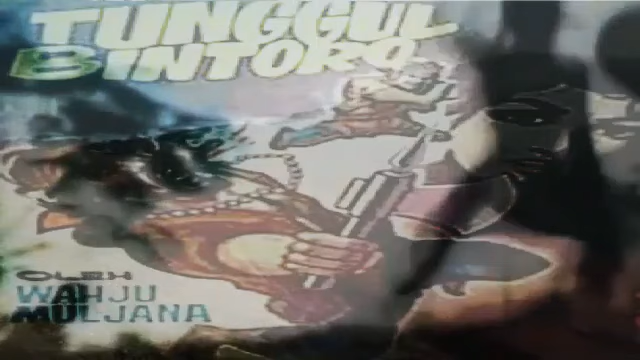 TUNGGUL
BINTORO
OLEH
WAHJU
MULJANA